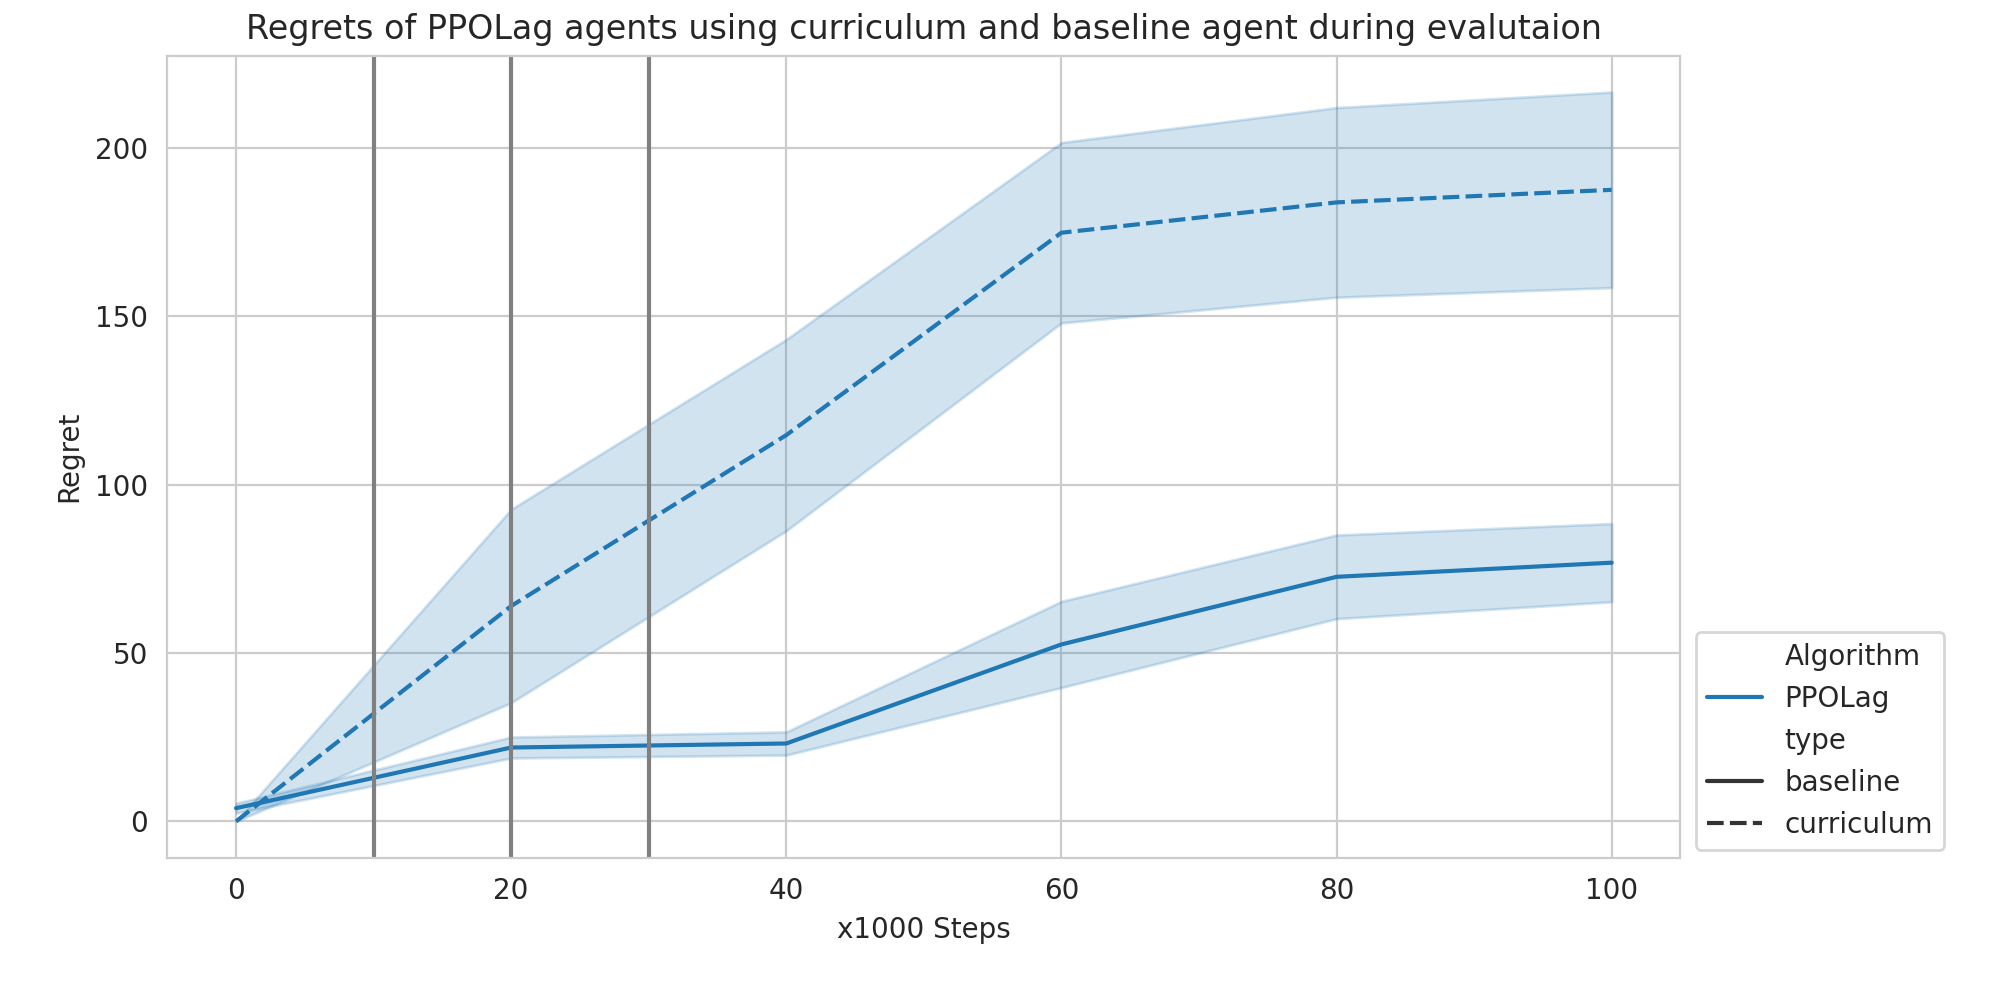 Regrets of PPOLag agents using curriculum and baseline agent during evalutaion
200
150
100
50
0
Regret
0 20 40 60 80 100
x1000 Steps
Algorithm
PPOLag
type
baseline
curriculum